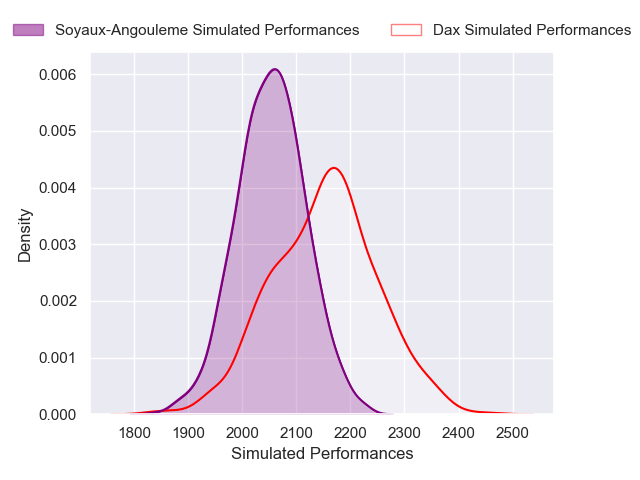 Soyaux-Angouleme Simulated Performances
Dax Simulated Performances
Density
0.006
0.005
0.004
0.003
0.002
0.001
0.000
1800 1900 2000 2100 2200 2300 2400 2500
Simulated Performances